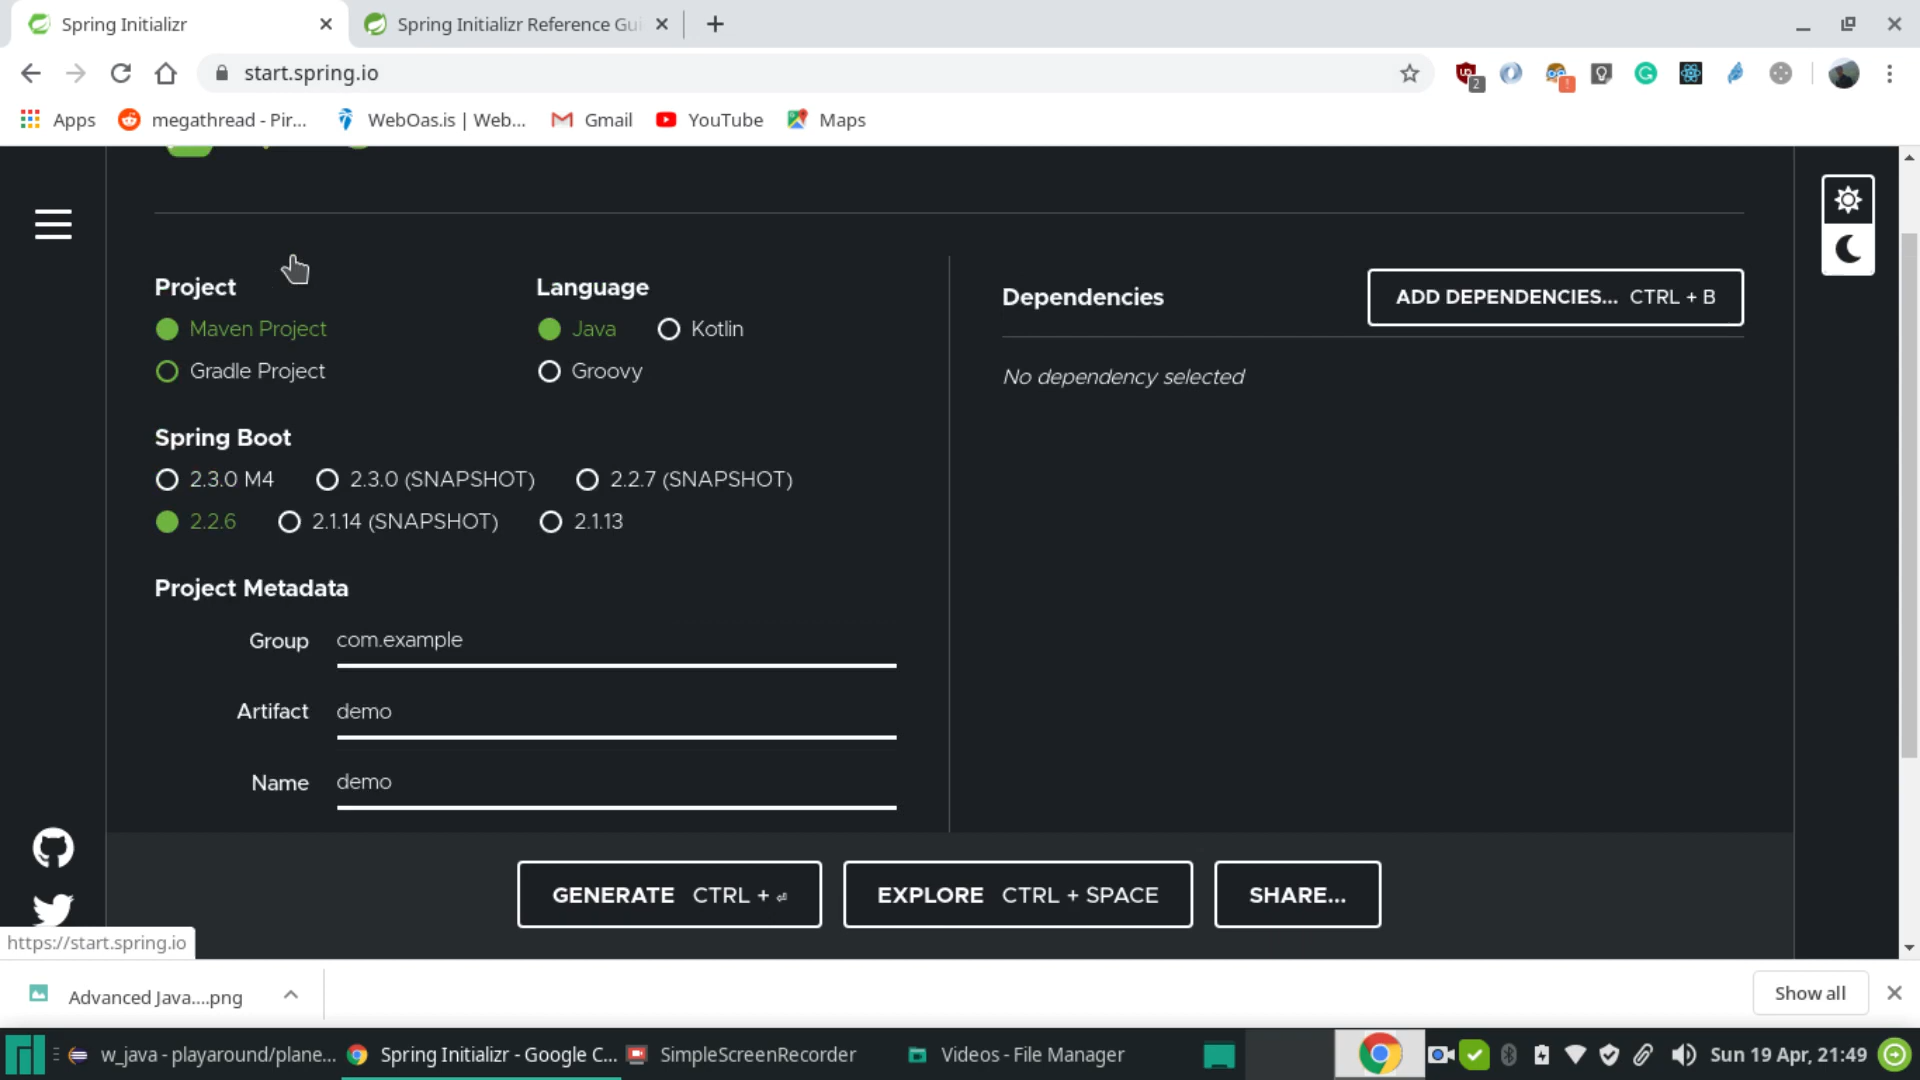 Spring Initializr
Spring Initializr Reference Gui
start.spring.io
2
!
Apps
megathread - Pir...
WebOas.is | Web...
Gmail
YouTube
Maps
Project
Maven Project
Gradle Project
Language
Java
Kotlin
Groovy
Spring Boot
2.3.0 M4
2.3.0 (SNAPSHOT)
2.2.7 (SNAPSHOT)
2.2.6
2.1.14 (SNAPSHOT)
2.1.13
Project Metadata
Group com.example
Artifact demo
Name demo
Dependencies
ADD DEPENDENCIES... CTRL + B
No dependency selected
GENERATE CTRL + ⏎
EXPLORE CTRL + SPACE
SHARE...
https://start.spring.io
Advanced Java....png
Show all
w_java - playaround/plane...
Spring Initializr - Google C...
SimpleScreenRecorder
Videos - File Manager
Sun 19 Apr, 21:49